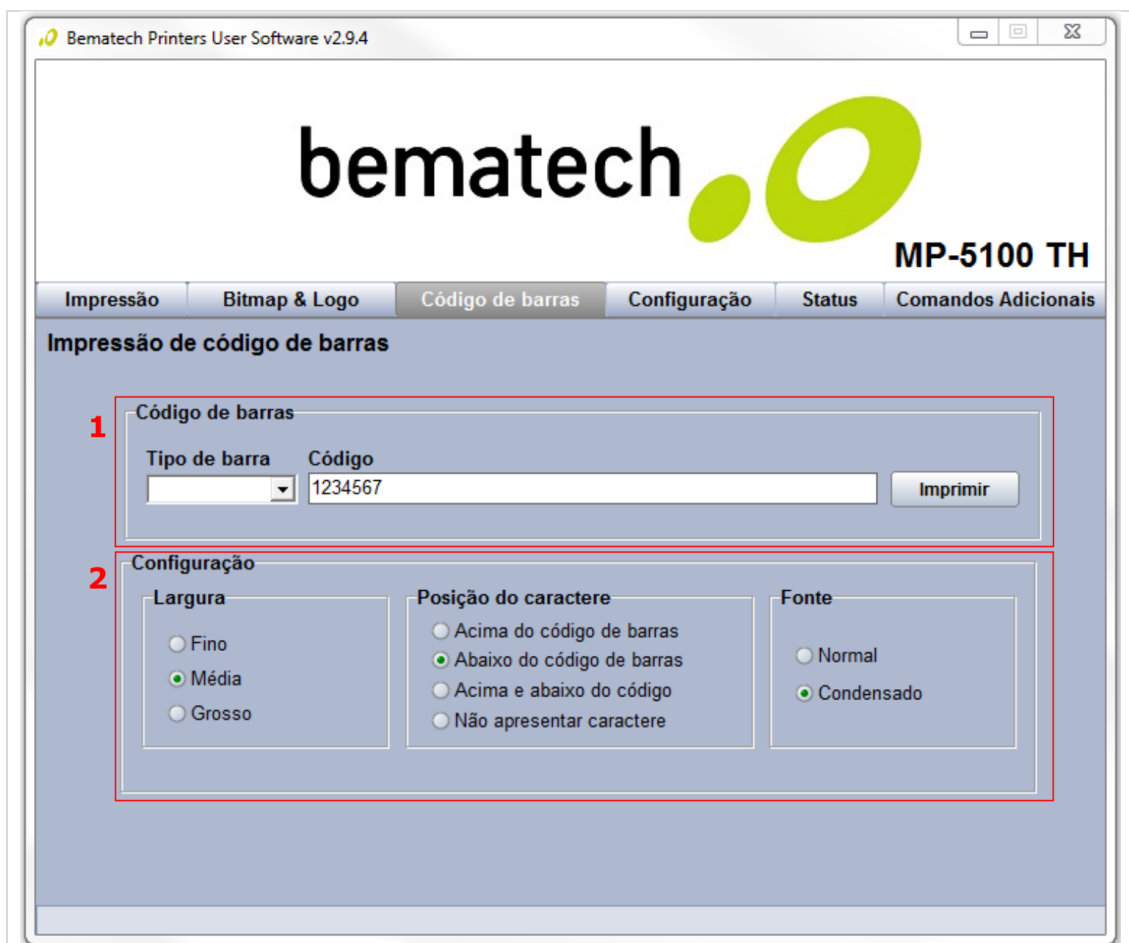 Bematech Printers User Software v2.9.4
bematech
MP-5100 TH
Impressão Bitmap & Logo Código de barras Configuração Status Comandos Adicionais
Impressão de código de barras
1
Código de barras
Tipo de barra Código
1234567 Imprimir
2
Configuração
Largura Posição do caractere Fonte
Fino Acima do código de barras Normal
Média Abaixo do código de barras Condensado
Grosso Acima e abaixo do código
Não apresentar caractere